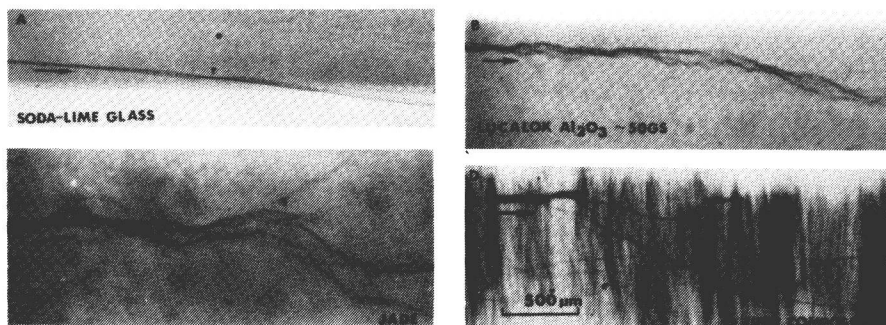 A
SODA-LIME GLASS
B
LUCALOX Al₂O₃ ~50GS
JADE
D
500 μm